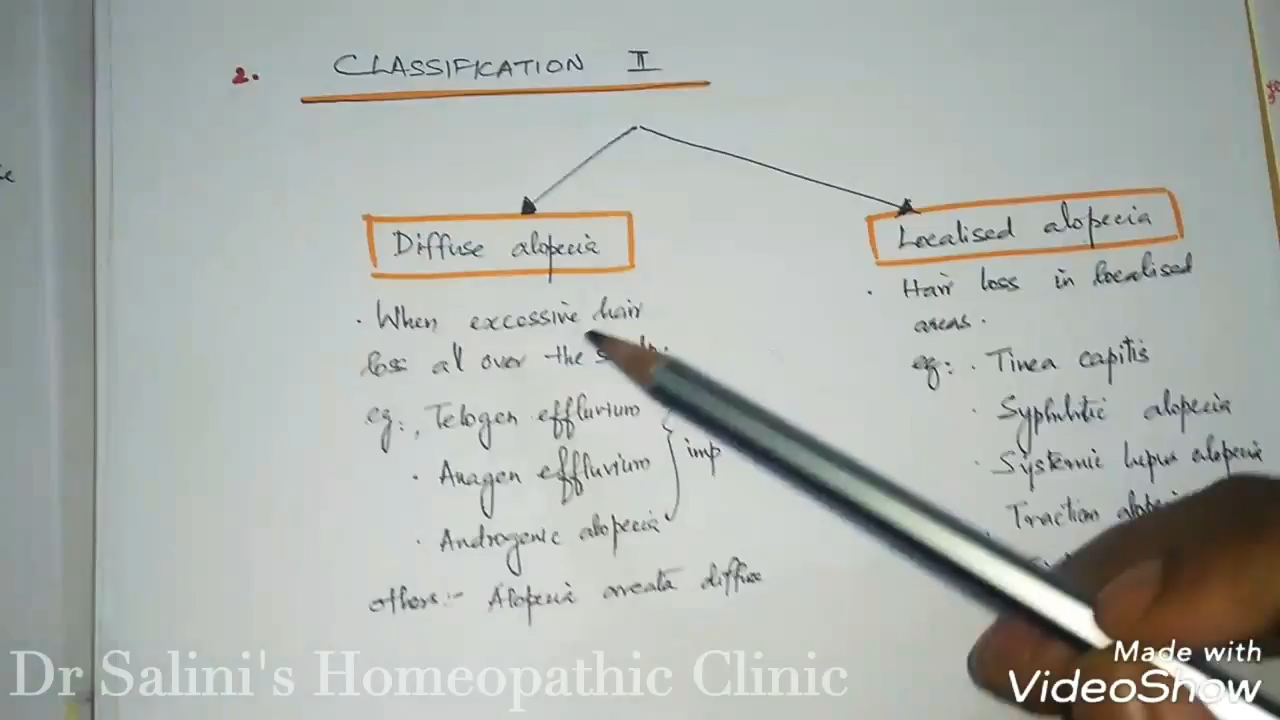 2. CLASSIFICATION II
Diffuse alopecia
· When excessive hair
loss all over the
eg:, Telogen effluvium
· Anagen effluvium
· Androgenic alopecia
imp
others:- Alopecia areata diffuse
Localised alopecia
· Hair loss in localised
areas.
eg: · Tinea capitis
· Syphilitic alopecia
· Systemic lupus alopecia
· Traction
Dr Salini's Homeopathic Clinic
Made with
VideoShow